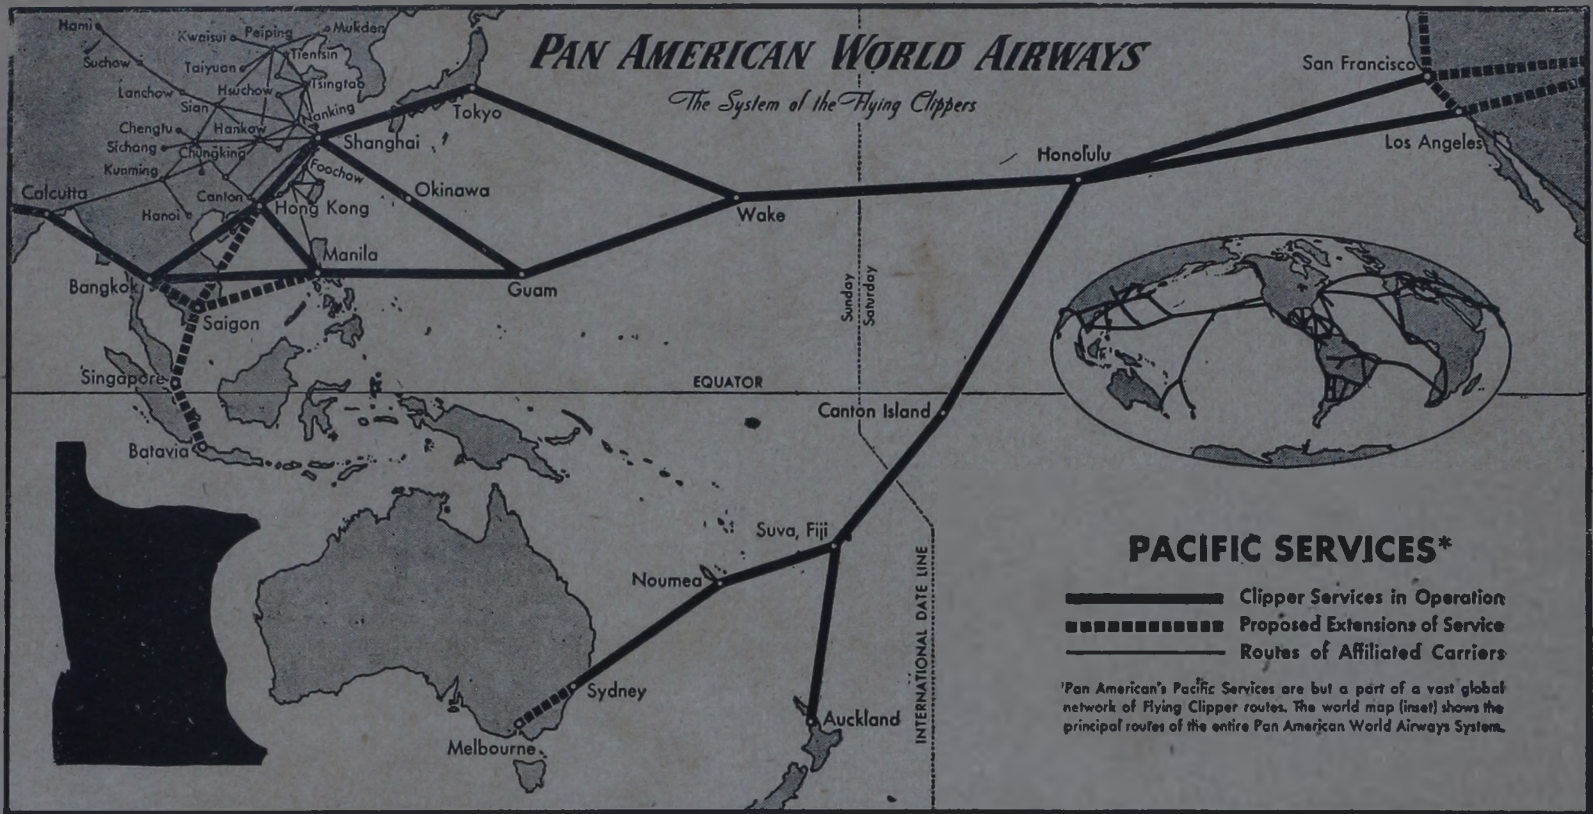 PAN AMERICAN WORLD AIRWAYS
The System of the Flying Clippers
Hami
Kweisui
Peiping
Mukden
Tientsin
Suchow
Taiyuan
Lanchow
Hsuchow
Tsingtao
Sian
Nanking
Chengtu
Hankow
Sichang
Chungking
Kunming
Foochow
Calcutta
Canton
Hanoi
Hong Kong
Shanghai
Tokyo
Okinawa
Wake
Honolulu
San Francisco
Los Angeles
Manila
Bangkok
Guam
Saigon
Sunday
Saturday
Singapore
EQUATOR
Canton Island
Batavia
Suva, Fiji
Noumea
Sydney
Melbourne
Auckland
INTERNATIONAL DATE LINE
PACIFIC SERVICES*
Clipper Services in Operation
Proposed Extensions of Service
Routes of Affiliated Carriers
*Pan American's Pacific Services are but a part of a vast global
network of Flying Clipper routes. The world map (inset) shows the
principal routes of the entire Pan American World Airways System.